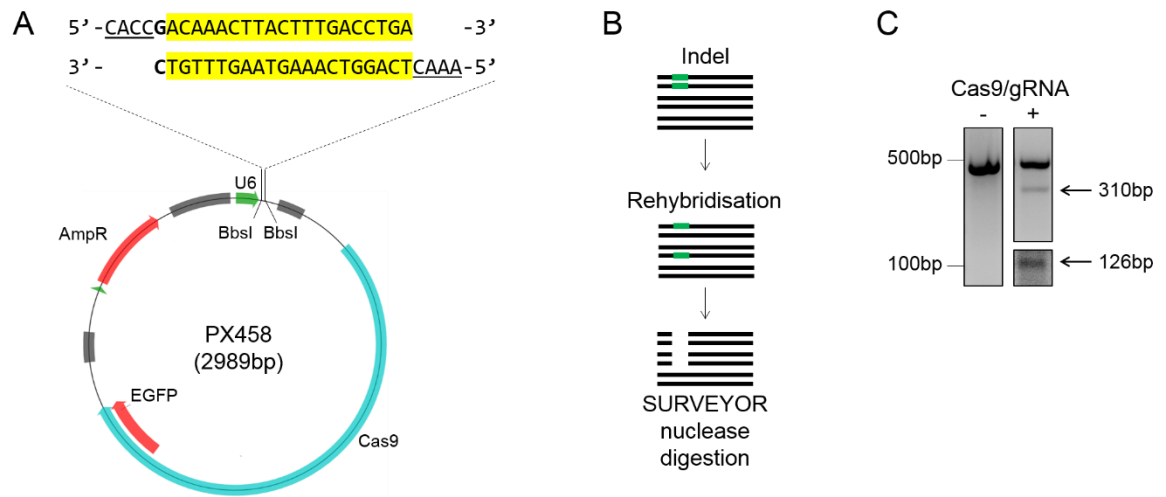 A
5’-CACCGACAAACTTACTTTGACCTGA -3’
3’- CTGTTTGAATGAAACTGGACTCAAA-5’
U6
BbsI BbsI
AmpR
PX458
(2989bp)
EGFP
Cas9
B
Indel
Rehybridisation
SURVEYOR
nuclease
digestion
C
Cas9/gRNA
- +
500bp
310bp
100bp
126bp